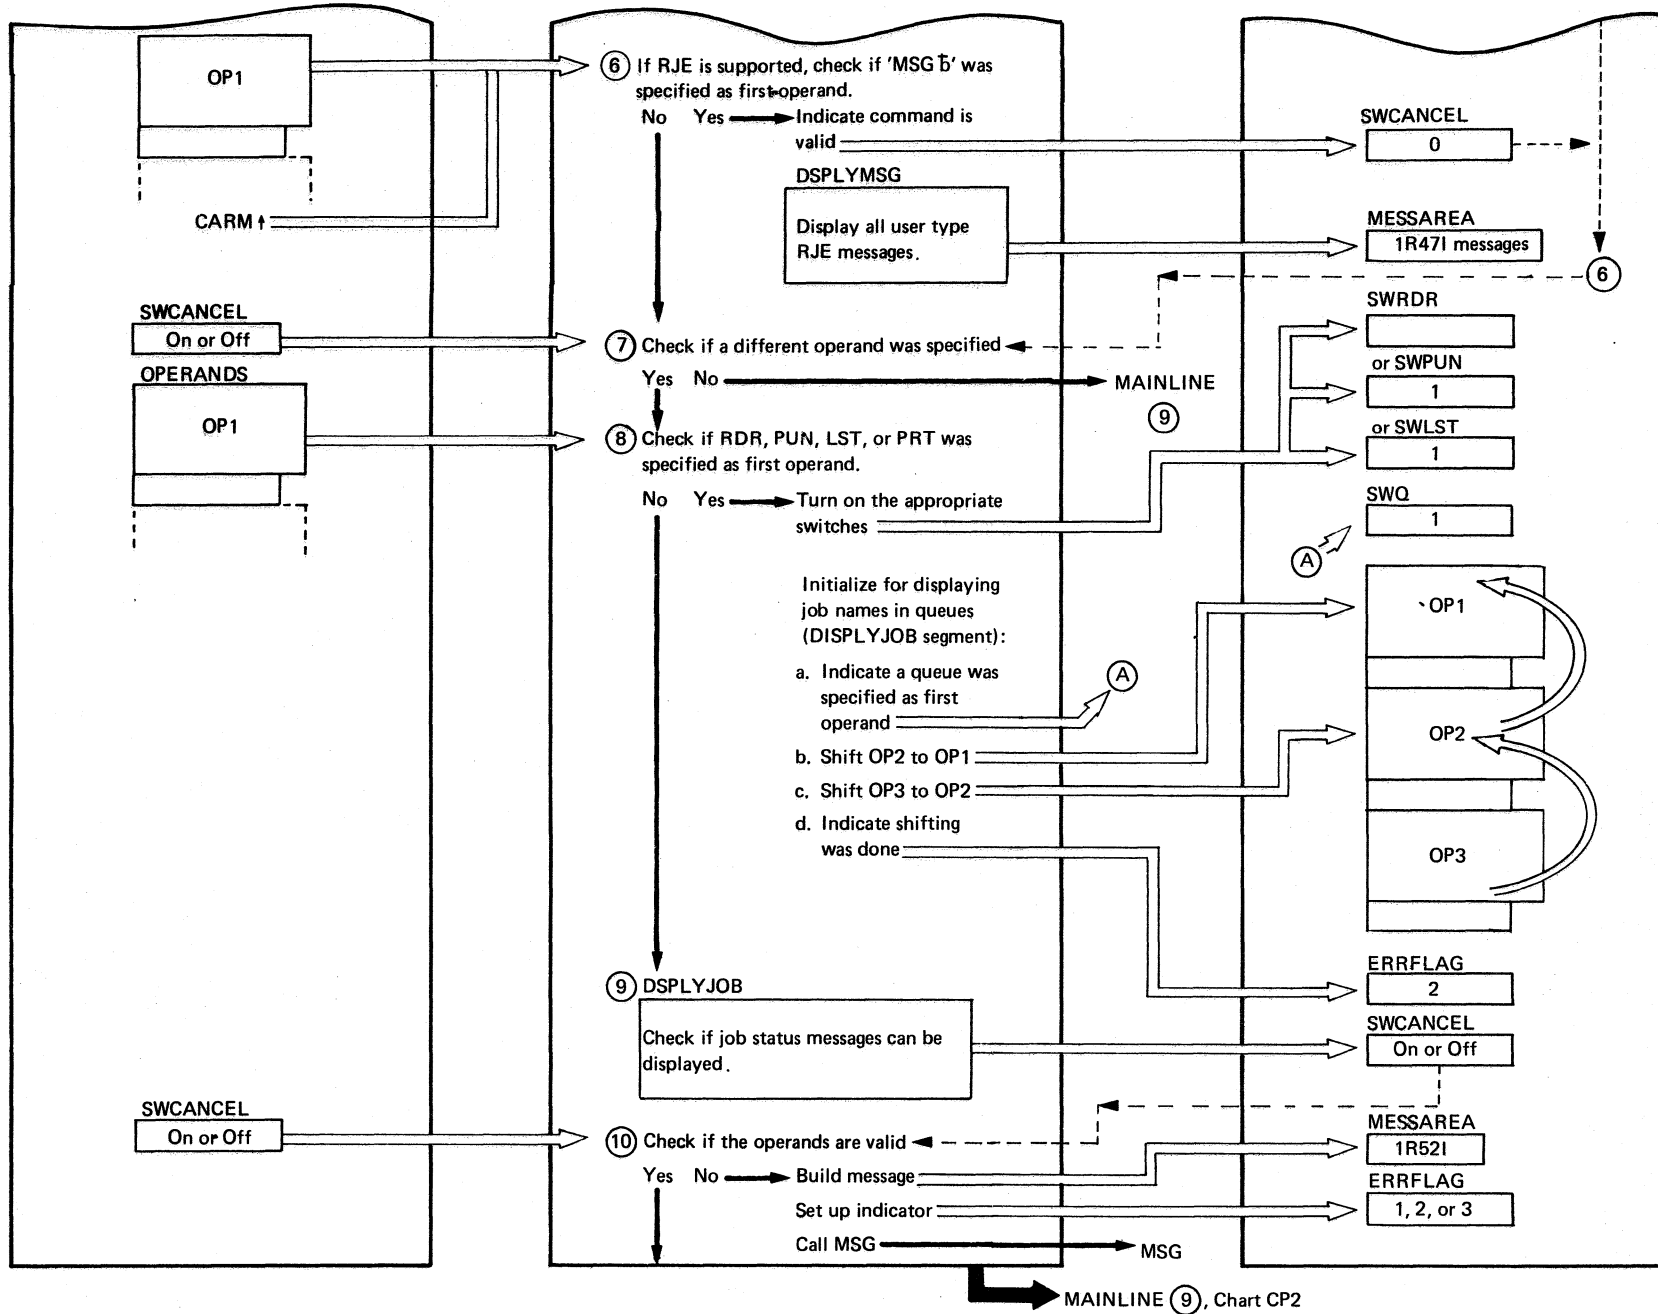 OP1
CARM
SWCANCEL
On or Off
OPERANDS
OP1
SWCANCEL
On or Off
6 If RJE is supported, check if 'MSG b' was
specified as first operand.
No Yes Indicate command is
valid
DSPLYMSG
Display all user type
RJE messages.
7 Check if a different operand was specified
Yes No MAINLINE
9
8 Check if RDR, PUN, LST, or PRT was
specified as first operand.
No Yes Turn on the appropriate
switches
Initialize for displaying
job names in queues
(DISPLYJOB segment):
a. Indicate a queue was
specified as first
operand
A
b. Shift OP2 to OP1
c. Shift OP3 to OP2
d. Indicate shifting
was done
9 DSPLYJOB
Check if job status messages can be
displayed.
10 Check if the operands are valid
Yes No Build message
Set up indicator
Call MSG MSG
MAINLINE 9, Chart CP2
SWCANCEL
0
MESSAREA
1R47I messages
6
SWRDR
or SWPUN
1
or SWLST
1
SWQ
1
A
OP1
OP2
OP3
ERRFLAG
2
SWCANCEL
On or Off
MESSAREA
1R52I
ERRFLAG
1, 2, or 3